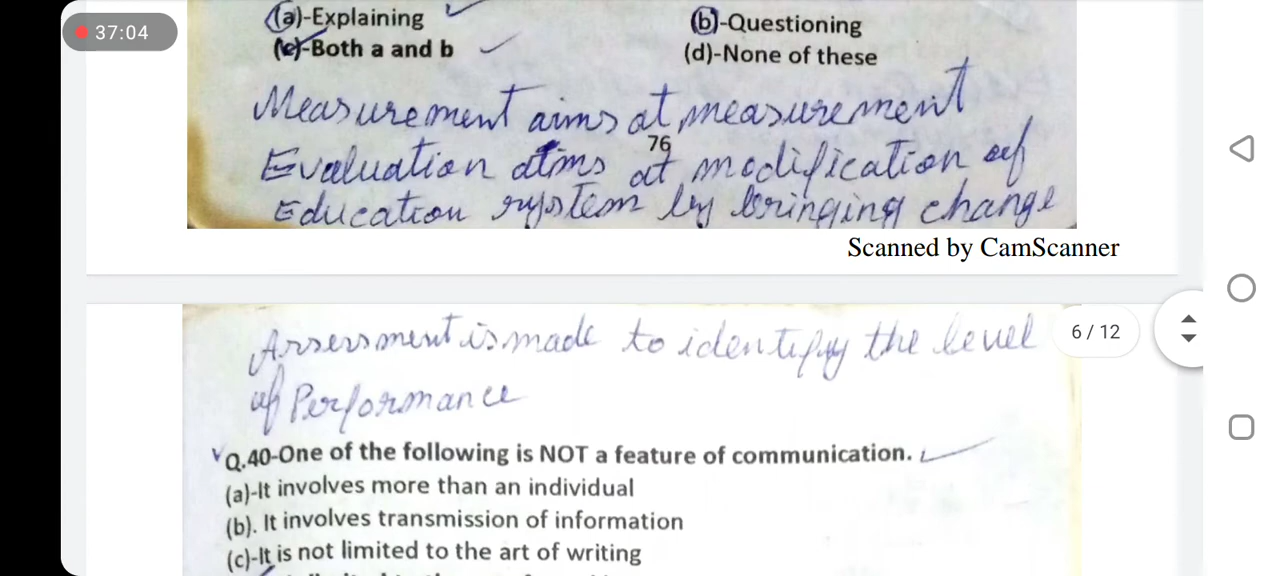 37:04
(a)-Explaining (b)-Questioning
(c)-Both a and b (d)-None of these
Measurement aims at measurement
76
Evaluation atims at modification of
Education system by bringing change
Scanned by CamScanner
Assessment is made to identify the level
6 / 12
of Performance
Q.40-One of the following is NOT a feature of communication.
(a)-It involves more than an individual
(b). It involves transmission of information
(c)-It is not limited to the art of writing